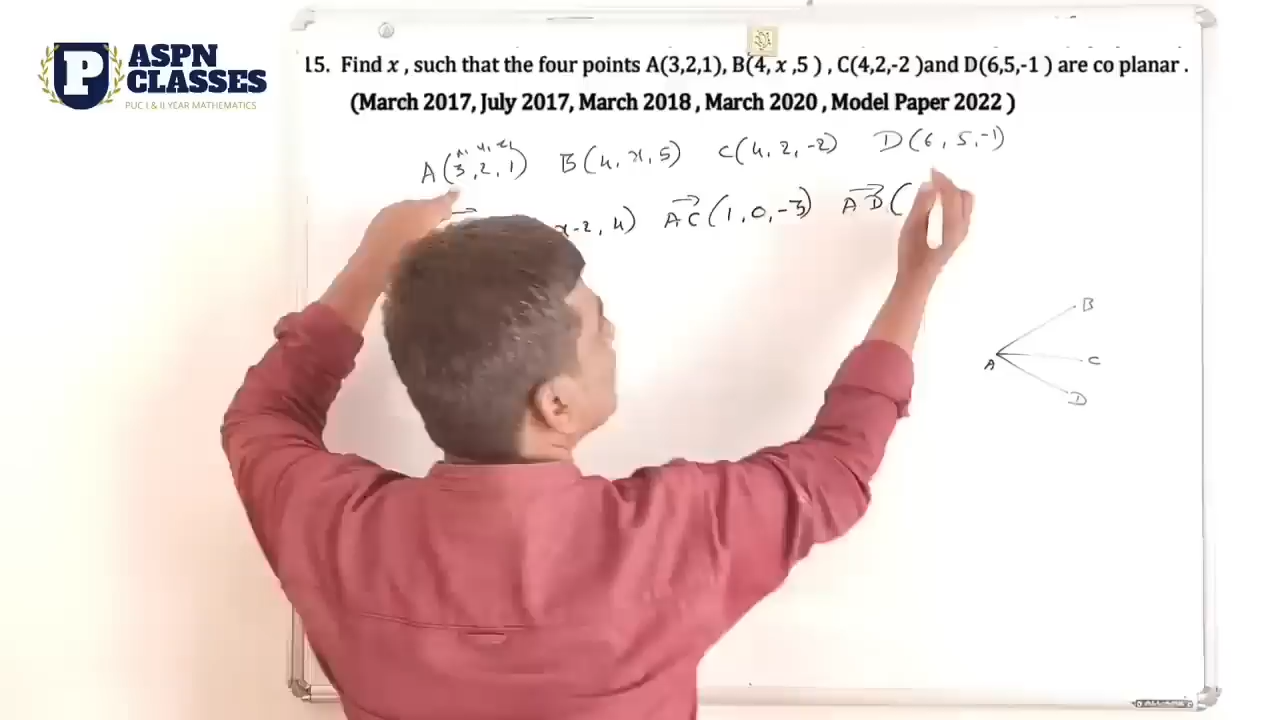 ASPN
CLASSES
PUC I & II YEAR MATHEMATICS
P
15. Find x , such that the four points A(3,2,1), B(4, x ,5 ) , C(4,2,-2 )and D(6,5,-1 ) are co planar .
(March 2017, July 2017, March 2018 , March 2020 , Model Paper 2022 )
A(3,2,1) B(4,x,5) C(4,2,-2) D(6,5,-1)
x-2, 4) AC(1,0,-3) AD(
B
A C
D